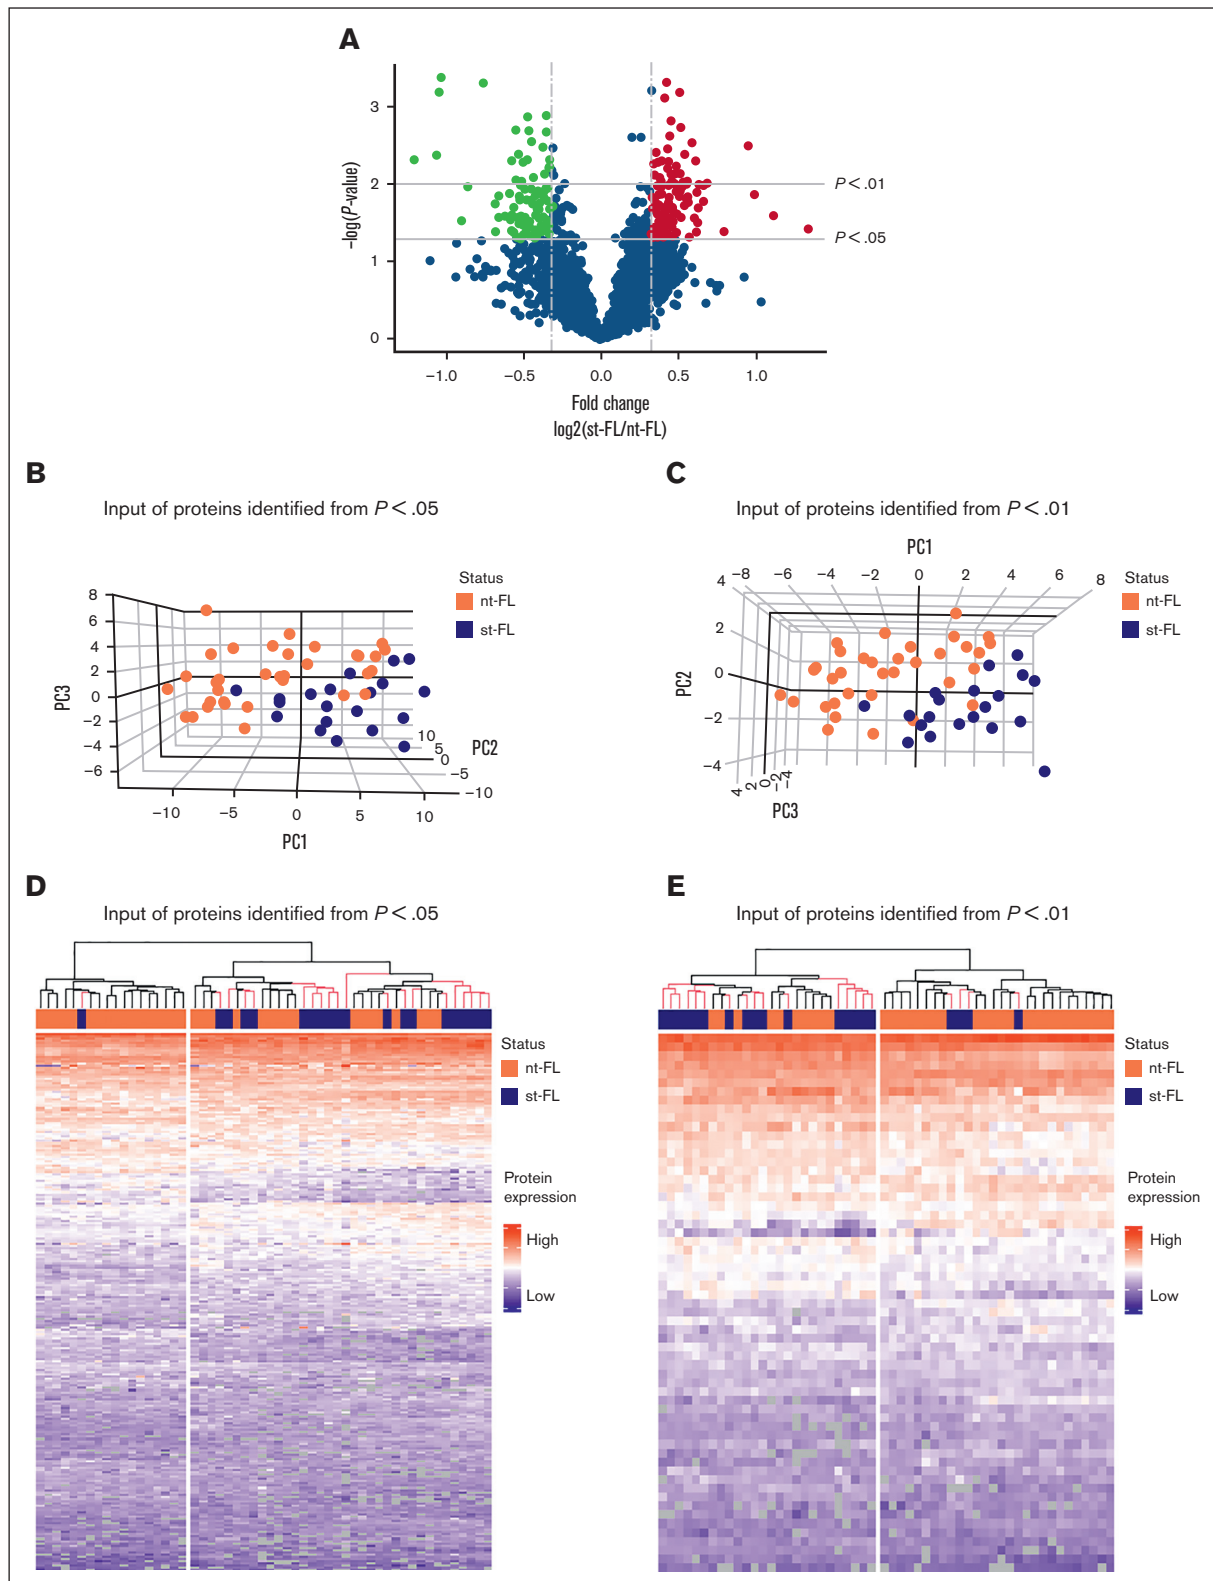 A
3
2
1
0
−log(P-value)
P < .01
P < .05
−1.0 −0.5 0.0 0.5 1.0
Fold change
log2(st-FL/nt-FL)
B
Input of proteins identified from P < .05
Status
nt-FL
st-FL
8
6
4
2
0
−2
−4
−6
PC3
10
5
0
−5
−10
PC2
−10 −5 0 5 10
PC1
C
Input of proteins identified from P < .01
PC1
−8 −6 −4 −2 0 2 4 6 8
Status
nt-FL
st-FL
4
2
0
−2
−4
PC2
4 2 0 −2 −4
PC3
D
Input of proteins identified from P < .05
Status
nt-FL
st-FL
Protein
expression
High
Low
E
Input of proteins identified from P < .01
Status
nt-FL
st-FL
Protein
expression
High
Low